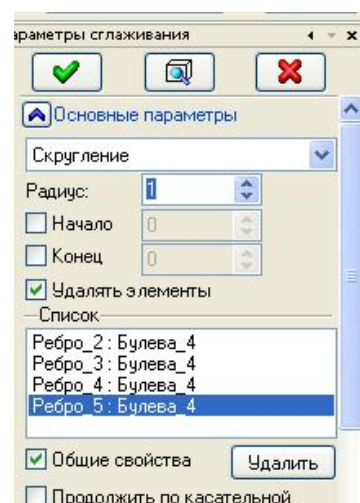 араметры сглаживания
Основные параметры
Скругление
Радиус: 1
Начало 0
Конец 0
Удалять элементы
Список
Ребро_2 : Булева_4
Ребро_3 : Булева_4
Ребро_4 : Булева_4
Ребро_5 : Булева_4
Общие свойства Удалить
Продолжить по касательной